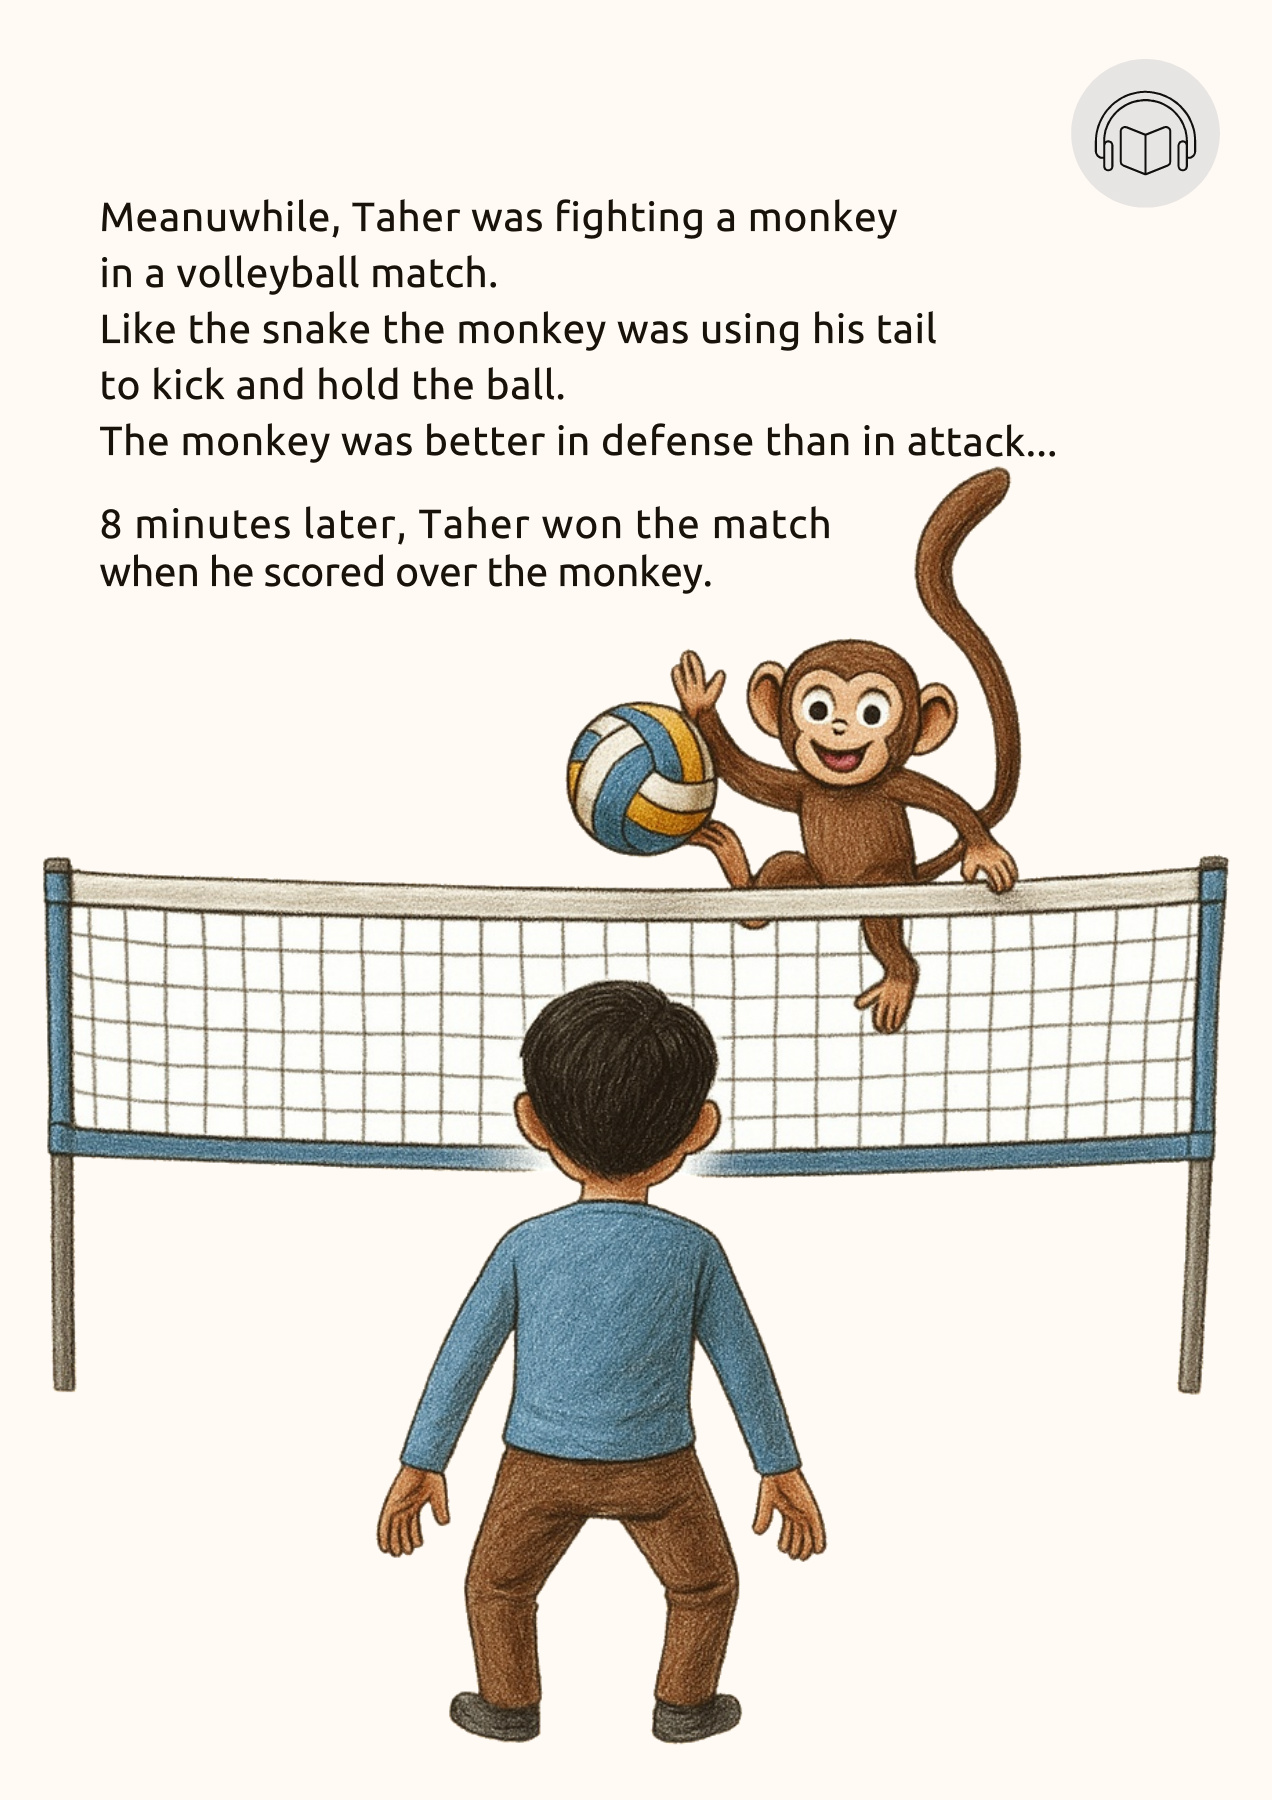 Meanuwhile, Taher was fighting a monkey
in a volleyball match.
Like the snake the monkey was using his tail
to kick and hold the ball.
The monkey was better in defense than in attack...
8 minutes later, Taher won the match
when he scored over the monkey.